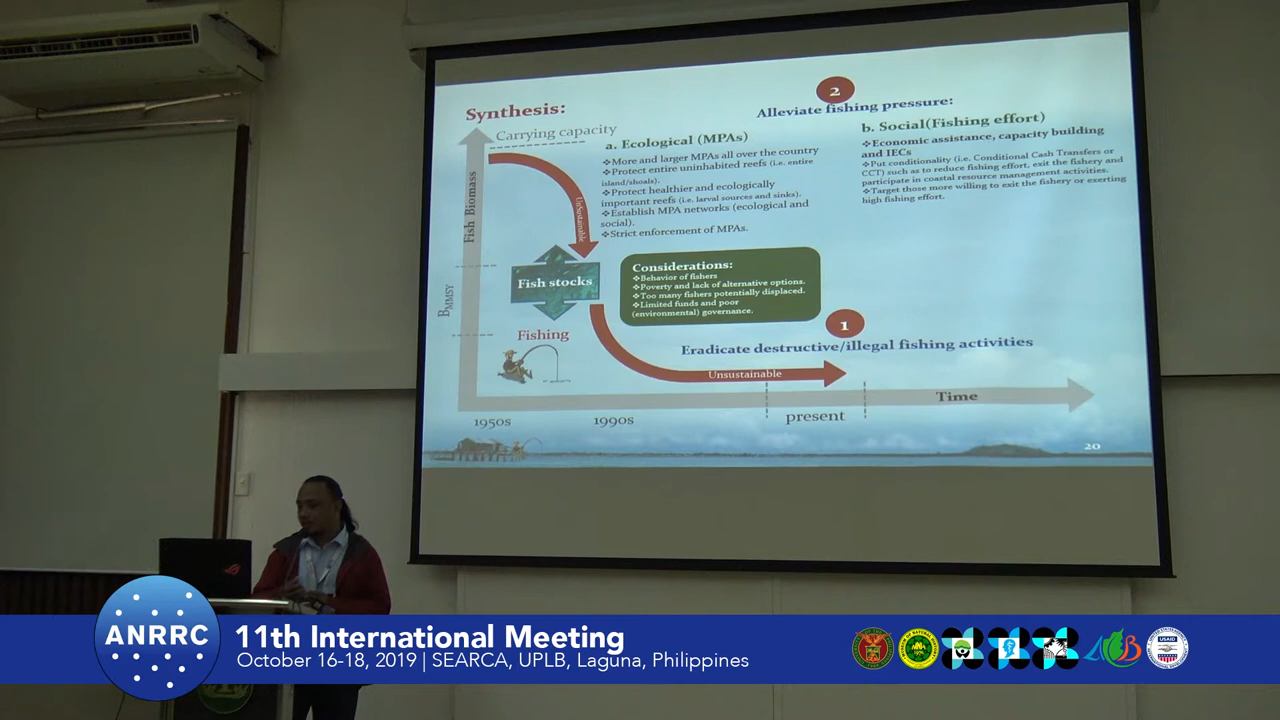 Synthesis:
Carrying capacity
Fish Biomass
BMMSY
UnSustainable
Fish stocks
Fishing
2
Alleviate fishing pressure:
a. Ecological (MPAs)
❖More and larger MPAs all over the country
❖Protect entire uninhabited reefs (i.e. entire
island/shoals).
❖Protect healthier and ecologically
important reefs (i.e. larval sources and sinks).
❖Establish MPA networks (ecological and
social).
❖Strict enforcement of MPAs.
b. Social(Fishing effort)
❖Economic assistance, capacity building
and IECs
❖Put conditionality (i.e. Conditional Cash Transfers or
CCT) such as to reduce fishing effort, exit the fishery and
participate in coastal resource management activities.
❖Target those more willing to exit the fishery or exerting
high fishing effort.
Considerations:
❖Behavior of fishers
❖Poverty and lack of alternative options.
❖Too many fishers potentially displaced.
❖Limited funds and poor
(environmental) governance.
1
Eradicate destructive/illegal fishing activities
Unsustainable
Time
1950s
1990s
present
20
ANRRC
11th International Meeting
October 16-18, 2019 | SEARCA, UPLB, Laguna, Philippines
USAID